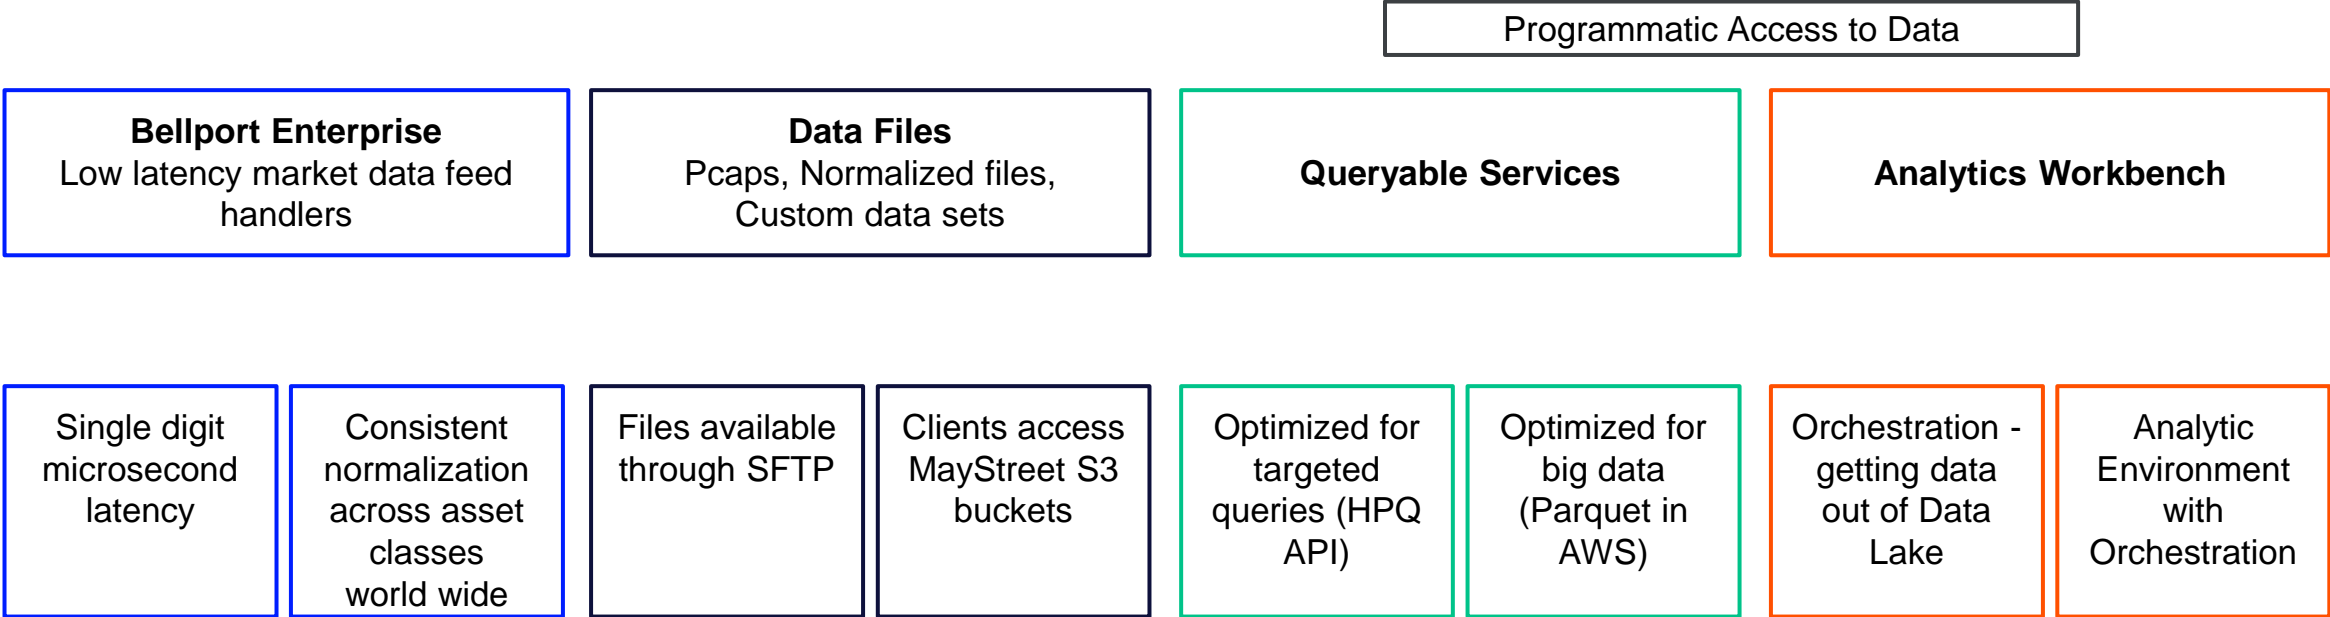 Programmatic Access to Data
Bellport Enterprise
Low latency market data feed
handlers
Data Files
Pcaps, Normalized files,
Custom data sets
Queryable Services
Analytics Workbench
Single digit
microsecond
latency
Consistent
normalization
across asset
classes
world wide
Files available
through SFTP
Clients access
MayStreet S3
buckets
Optimized for
targeted
queries (HPQ
API)
Optimized for
big data
(Parquet in
AWS)
Orchestration -
getting data
out of Data
Lake
Analytic
Environment
with
Orchestration